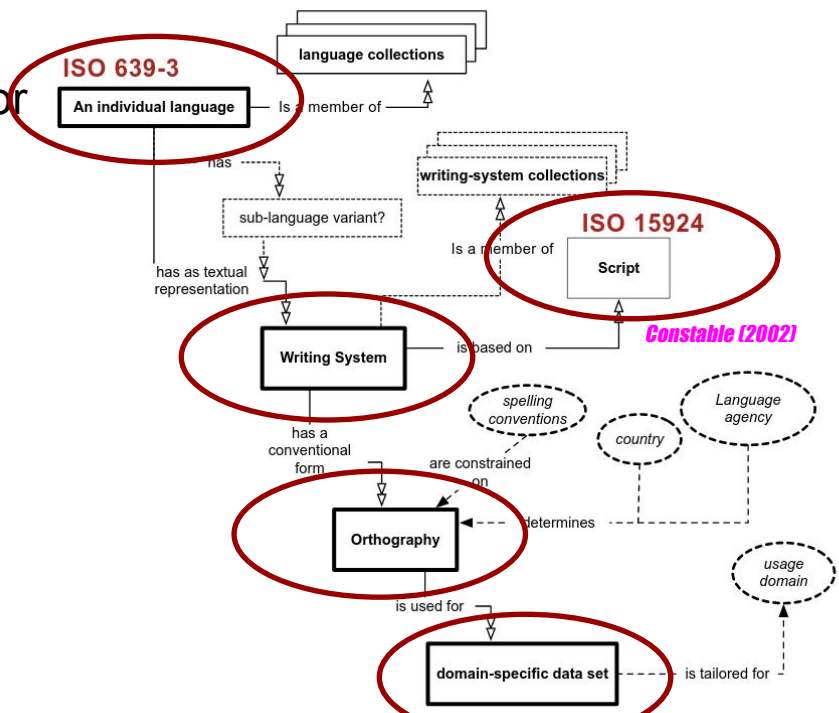 language collections
ISO 639-3
or
An individual language
Is a member of
has
writing-system collections
sub-language variant?
ISO 15924
Is a member of
Script
has as textual
representation
Constable (2002)
Writing System
is based on
spelling
conventions
Language
agency
country
has a
conventional
form
are constrained
on
determines
Orthography
usage
domain
is used for
domain-specific data set
is tailored for